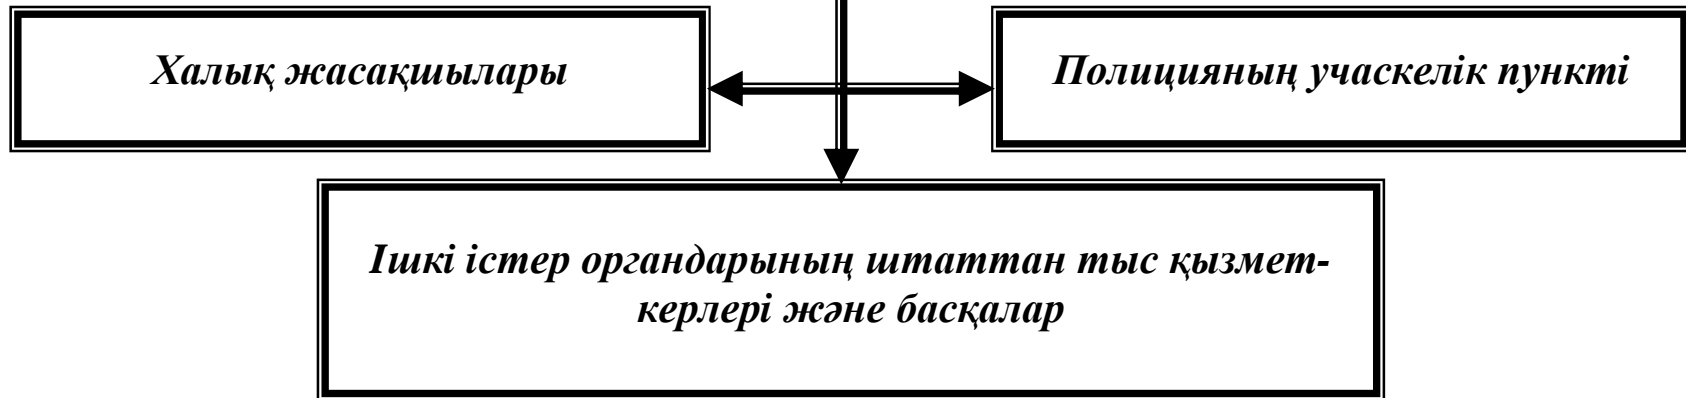 Халық жасақшылары
Полицияның учаскелік пункті
Ішкі істер органдарының штаттан тыс қызмет-
керлері және басқалар